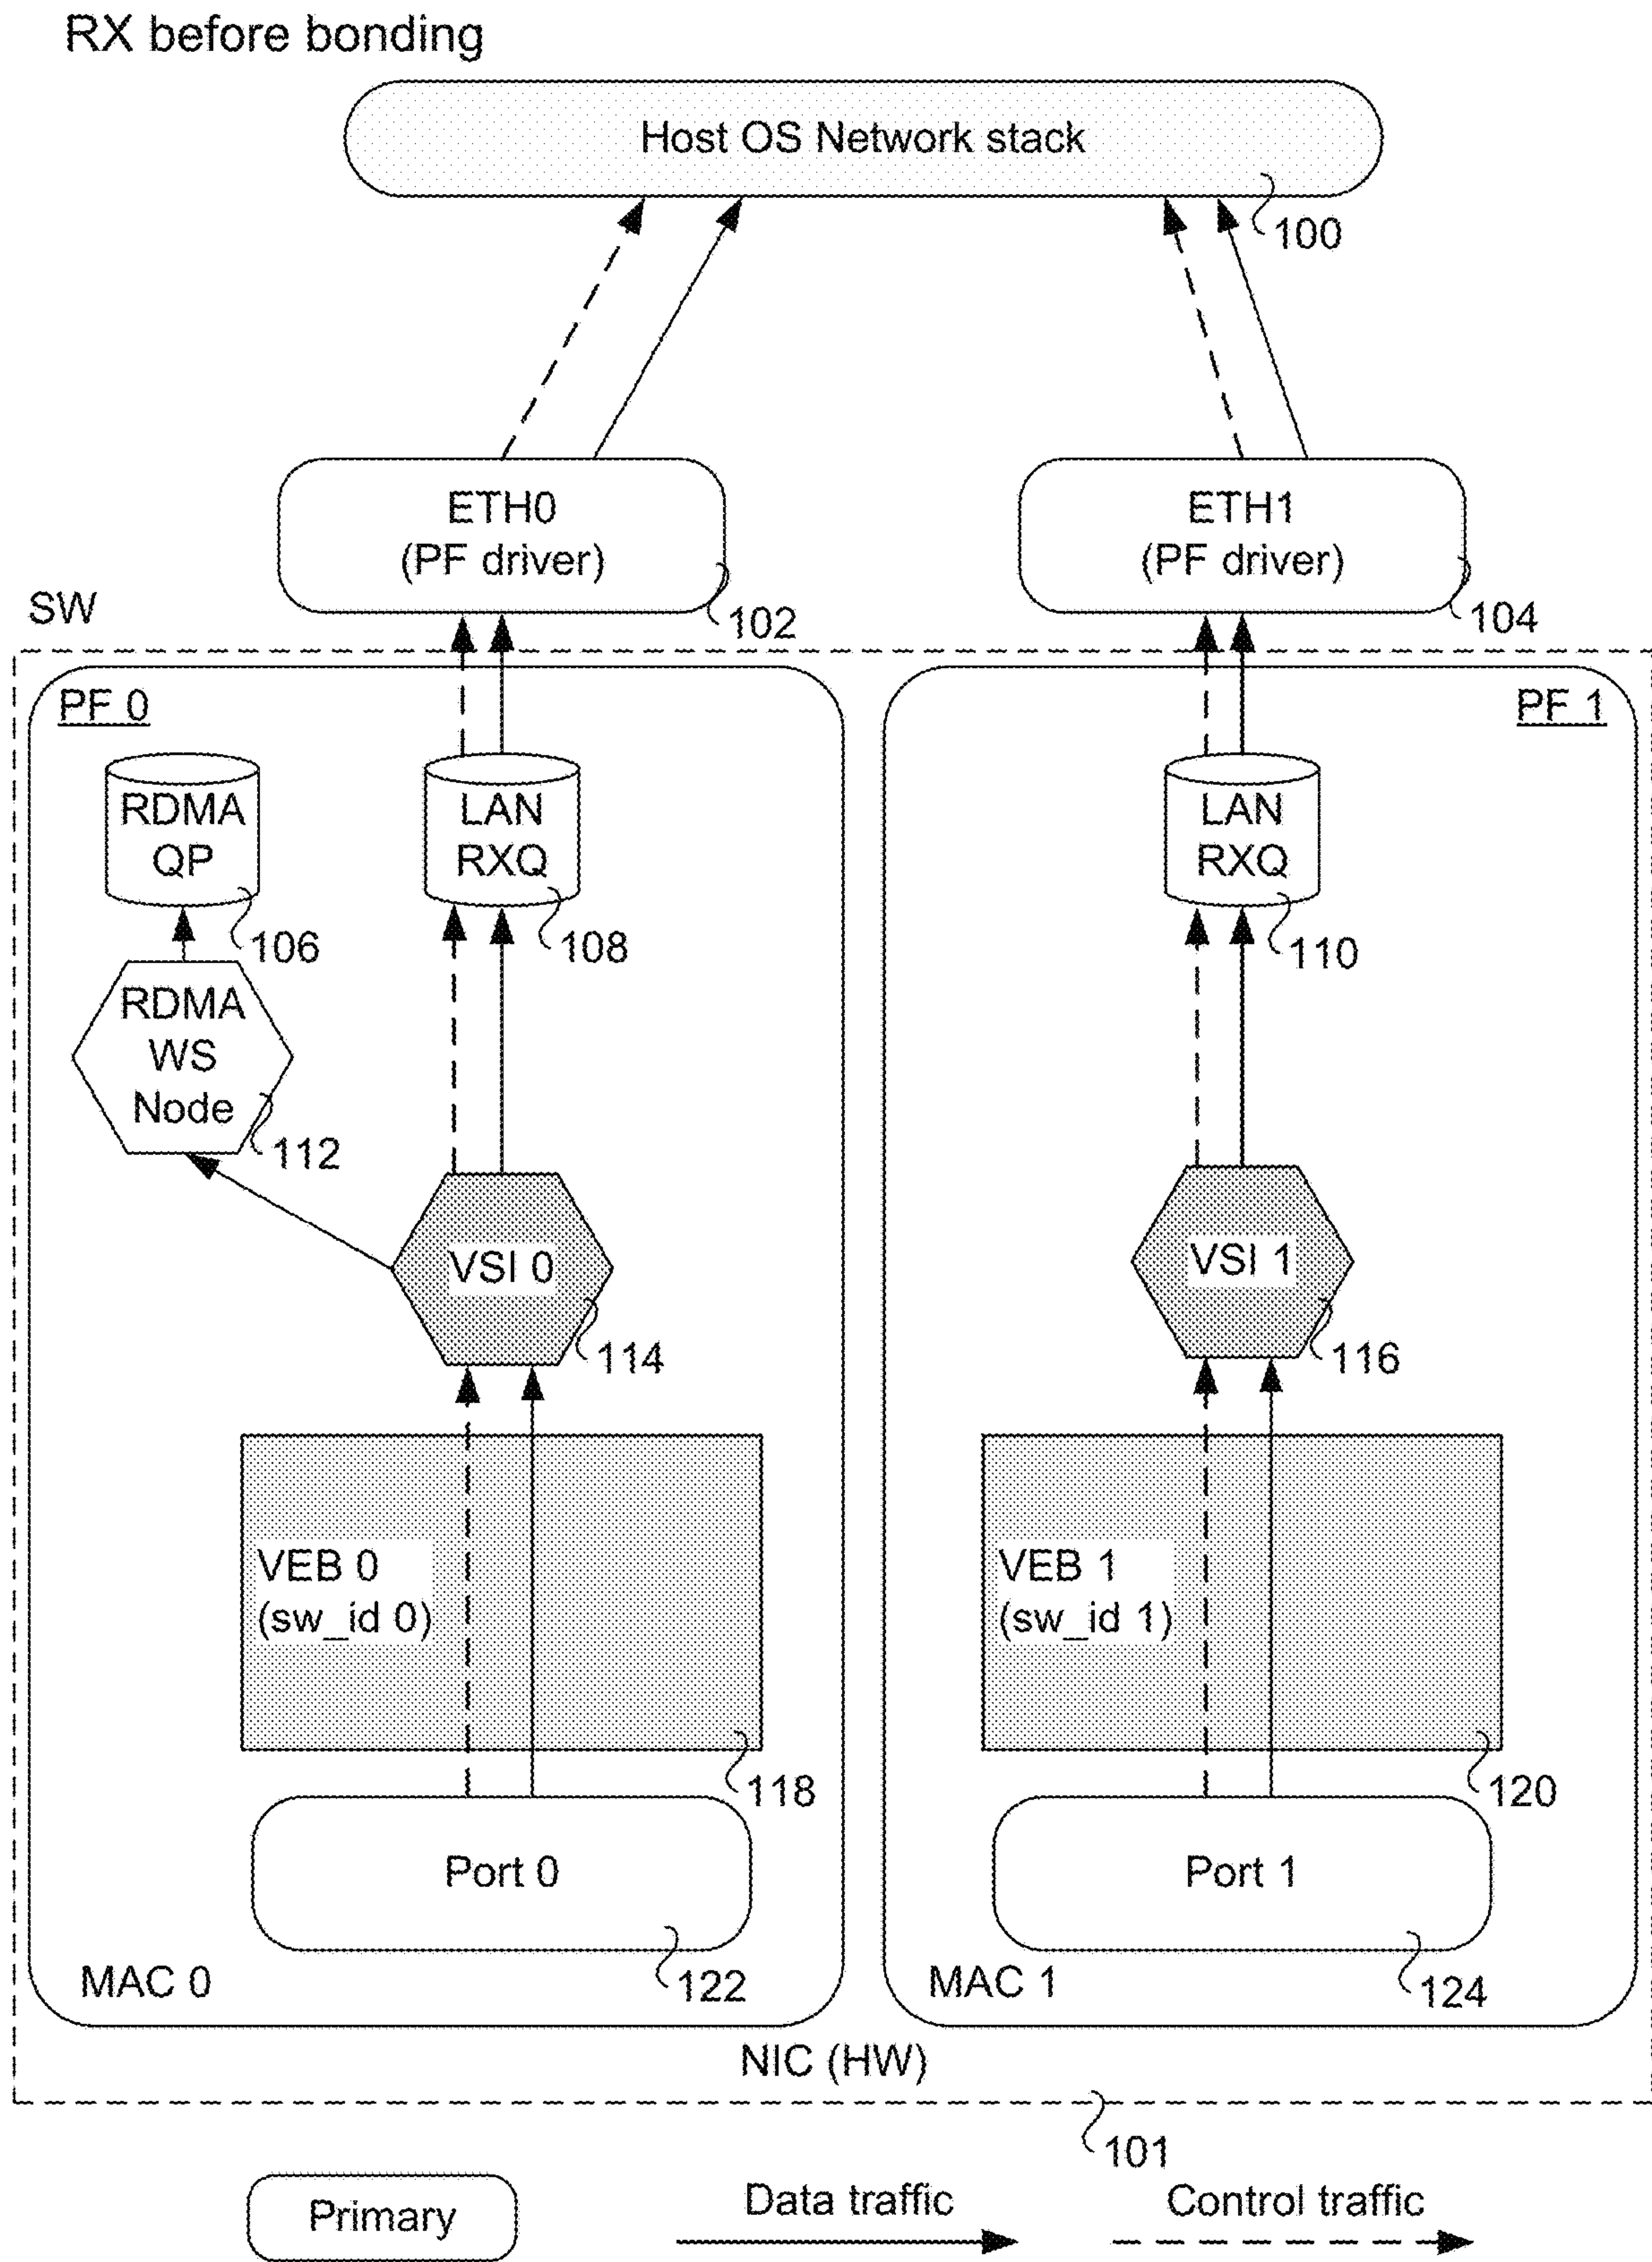 RX before bonding
Host OS Network stack
100
ETH0
(PF driver)
102
ETH1
(PF driver)
104
SW
PF 0
PF 1
RDMA
QP
106
LAN
RXQ
108
LAN
RXQ
110
RDMA
WS
Node
112
VSI 0
114
VSI 1
116
VEB 0
(sw_id 0)
118
VEB 1
(sw_id 1)
120
Port 0
122
Port 1
124
MAC 0
MAC 1
NIC (HW)
101
Primary
Data traffic
Control traffic